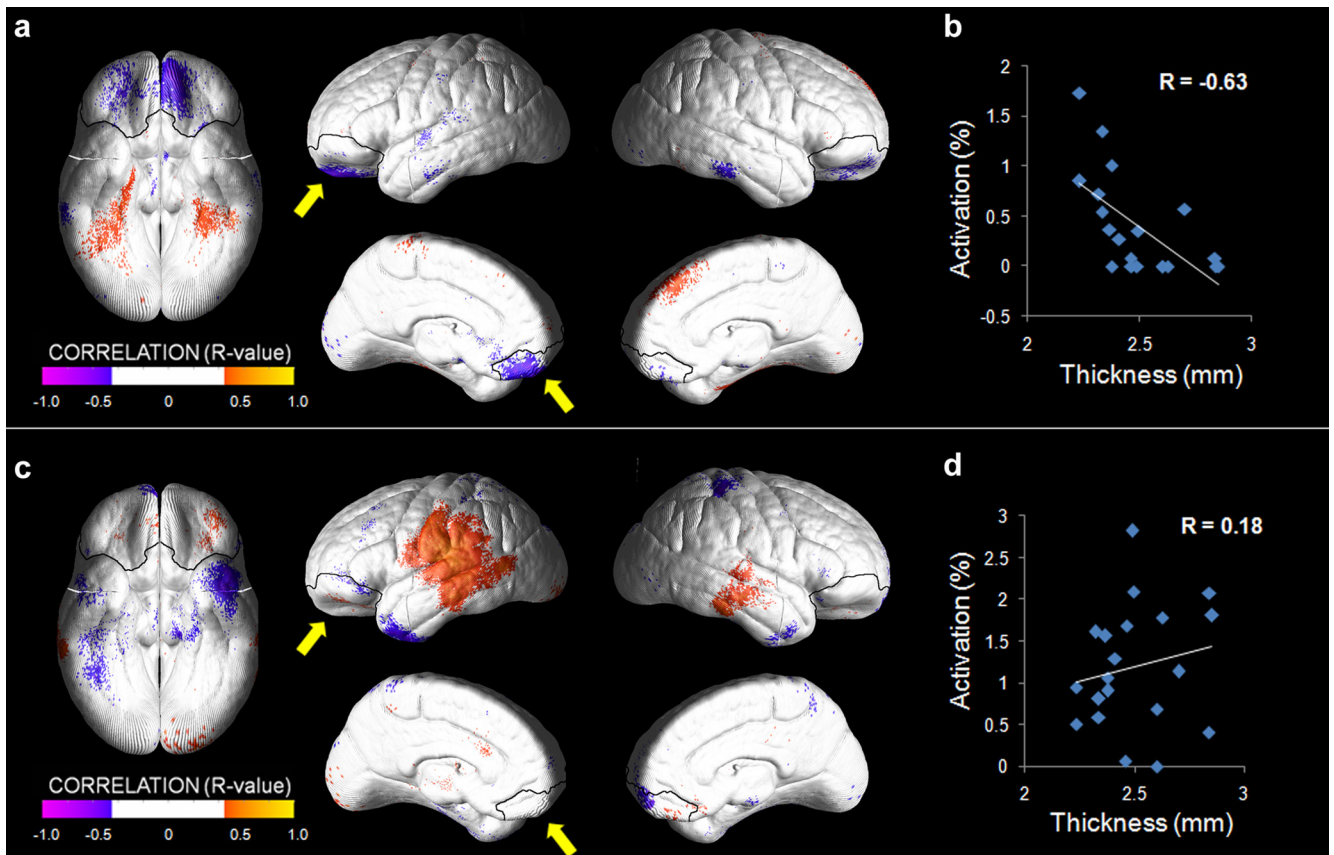 a
CORRELATION (R-value)
-1.0 -0.5 0 0.5 1.0
b
R = -0.63
2
1.5
1
0.5
0
-0.5
Activation (%)
2 2.5 3
Thickness (mm)
c
CORRELATION (R-value)
-1.0 -0.5 0 0.5 1.0
d
R = 0.18
3
2.5
2
1.5
1
0.5
0
Activation (%)
2 2.5 3
Thickness (mm)